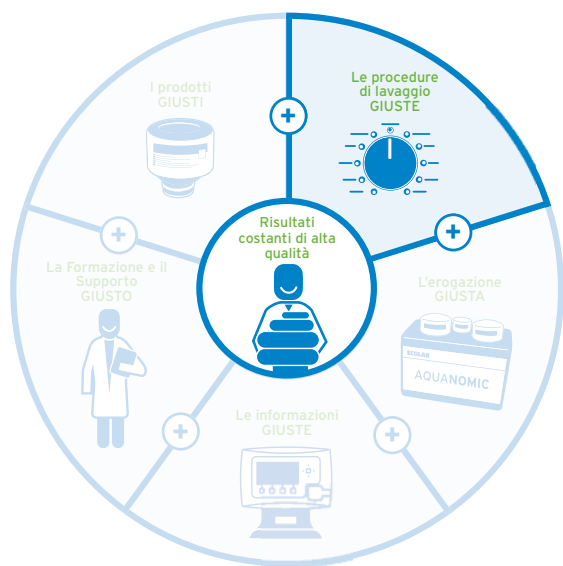 I prodotti
GIUSTI
Le procedure
di lavaggio
GIUSTE
Risultati
costanti di alta
qualità
La Formazione e il
Supporto
GIUSTO
L'erogazione
GIUSTA
ECOLAB
AQUANOMIC
Le informazioni
GIUSTE